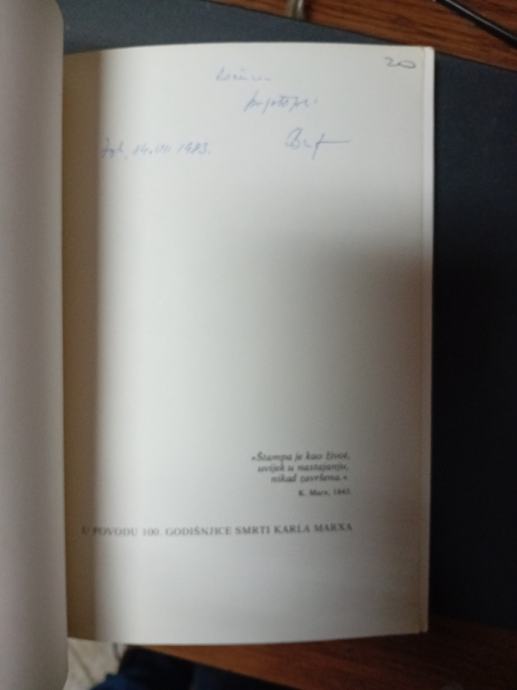 20
Zgb, 14. VII 1983.
»Štampa je kao život,
uvijek u nastajanju,
nikad završena.«
K. Marx, 1843.
U POVODU 100. GODIŠNJICE SMRTI KARLA MARXA